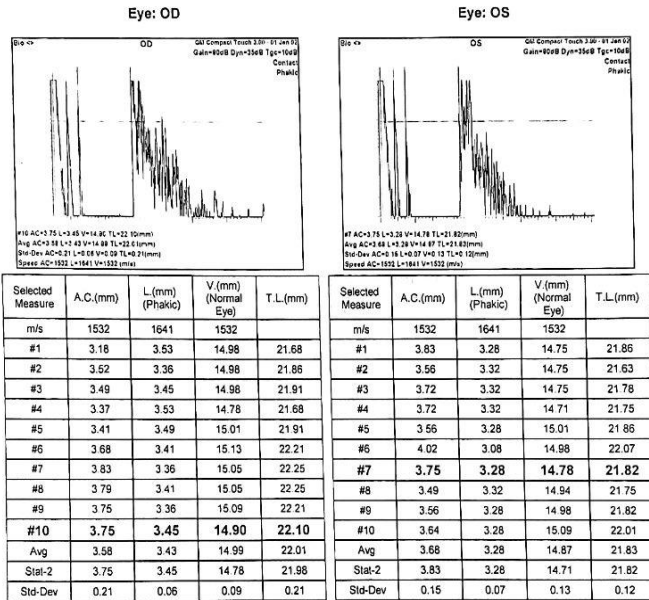 Eye: OD
Bio <>
OD
QM Compact Touch 3.00 - 01 Jan 02
Gain=90dB Dyn=35dB Tgc=10dB
Contact
Phakic
#10 AC=3.75 L=3.45 V=14.90 TL=22.10(mm)
Avg AC=3.58 L=3.43 V=14.99 TL=22.01(mm)
Std-Dev AC=0.21 L=0.06 V=0.09 TL=0.21(mm)
Speed AC=1532 L=1641 V=1532 (m/s)
Selected Measure A.C.(mm) L.(mm) (Phakic) V.(mm) (Normal Eye) T.L.(mm)
m/s 1532 1641 1532
#1 3.18 3.53 14.98 21.68
#2 3.52 3.36 14.98 21.86
#3 3.49 3.45 14.98 21.91
#4 3.37 3.53 14.78 21.68
#5 3.41 3.49 15.01 21.91
#6 3.68 3.41 15.13 22.21
#7 3.83 3.36 15.05 22.25
#8 3.79 3.41 15.05 22.25
#9 3.75 3.36 15.09 22.21
#10 3.75 3.45 14.90 22.10
Avg 3.58 3.43 14.99 22.01
Stat-2 3.75 3.45 14.78 21.98
Std-Dev 0.21 0.06 0.09 0.21
Eye: OS
Bio <>
OS
Compact Touch 3.00 - 01 Jan 02
Gain=90dB Dyn=35dB Tgc=10dB
Contact
Phakic
#7 AC=3.75 L=3.28 V=14.78 TL=21.82(mm)
Avg AC=3.68 L=3.28 V=14.87 TL=21.83(mm)
Std-Dev AC=0.15 L=0.07 V=0.13 TL=0.12(mm)
Speed AC=1532 L=1641 V=1532 (m/s)
Selected Measure A.C.(mm) L.(mm) (Phakic) V.(mm) (Normal Eye) T.L.(mm)
m/s 1532 1641 1532
#1 3.83 3.28 14.75 21.86
#2 3.56 3.32 14.75 21.63
#3 3.72 3.32 14.75 21.78
#4 3.72 3.32 14.71 21.75
#5 3.56 3.28 15.01 21.86
#6 4.02 3.08 14.98 22.07
#7 3.75 3.28 14.78 21.82
#8 3.49 3.32 14.94 21.75
#9 3.56 3.28 14.98 21.82
#10 3.64 3.28 15.09 22.01
Avg 3.68 3.28 14.87 21.83
Stat-2 3.83 3.28 14.71 21.82
Std-Dev 0.15 0.07 0.13 0.12